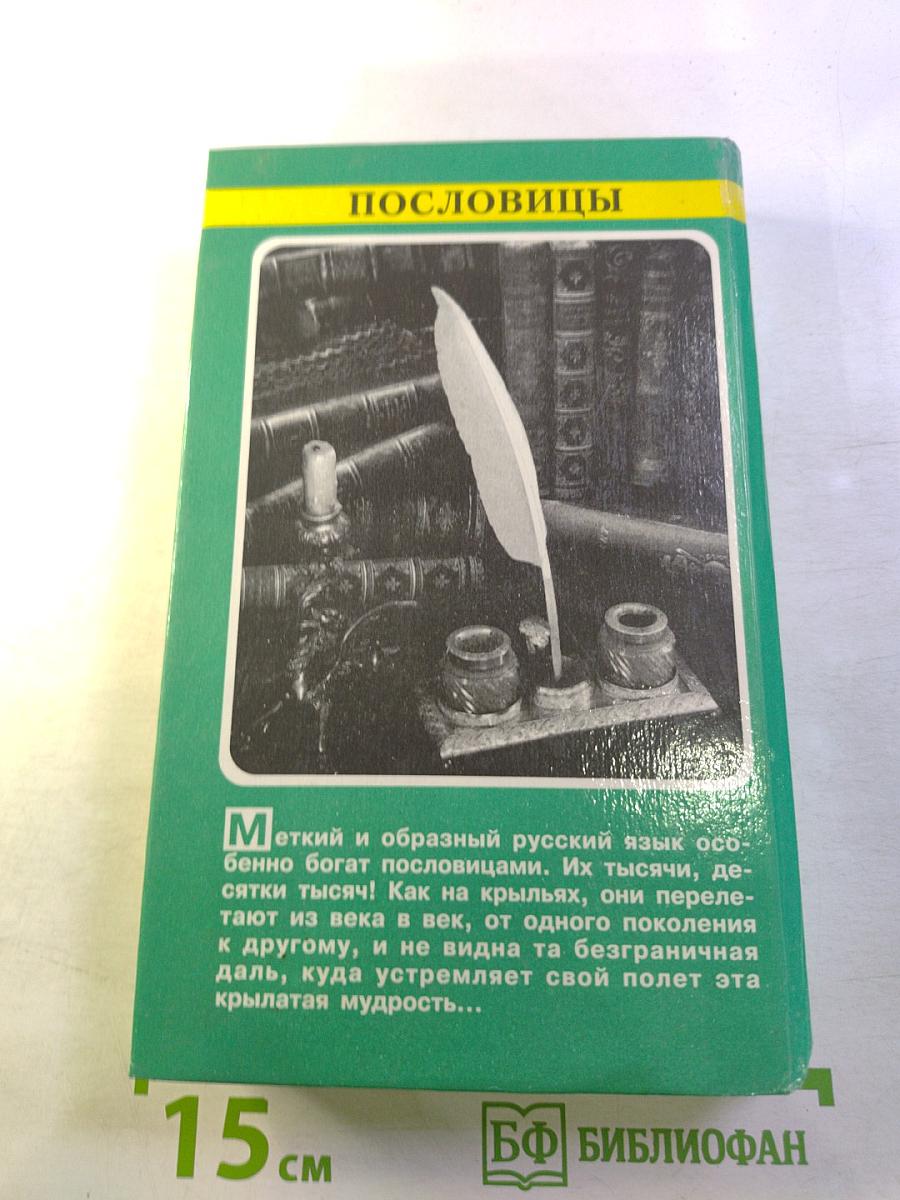 ПОСЛОВИЦЫ
Меткий и образный русский язык осо-
бенно богат пословицами. Их тысячи, де-
сятки тысяч! Как на крыльях, они переле-
тают из века в век, от одного поколения
к другому, и не видна та безграничная
даль, куда устремляет свой полет эта
крылатая мудрость...
15 см
БФ БИБЛИОФАН